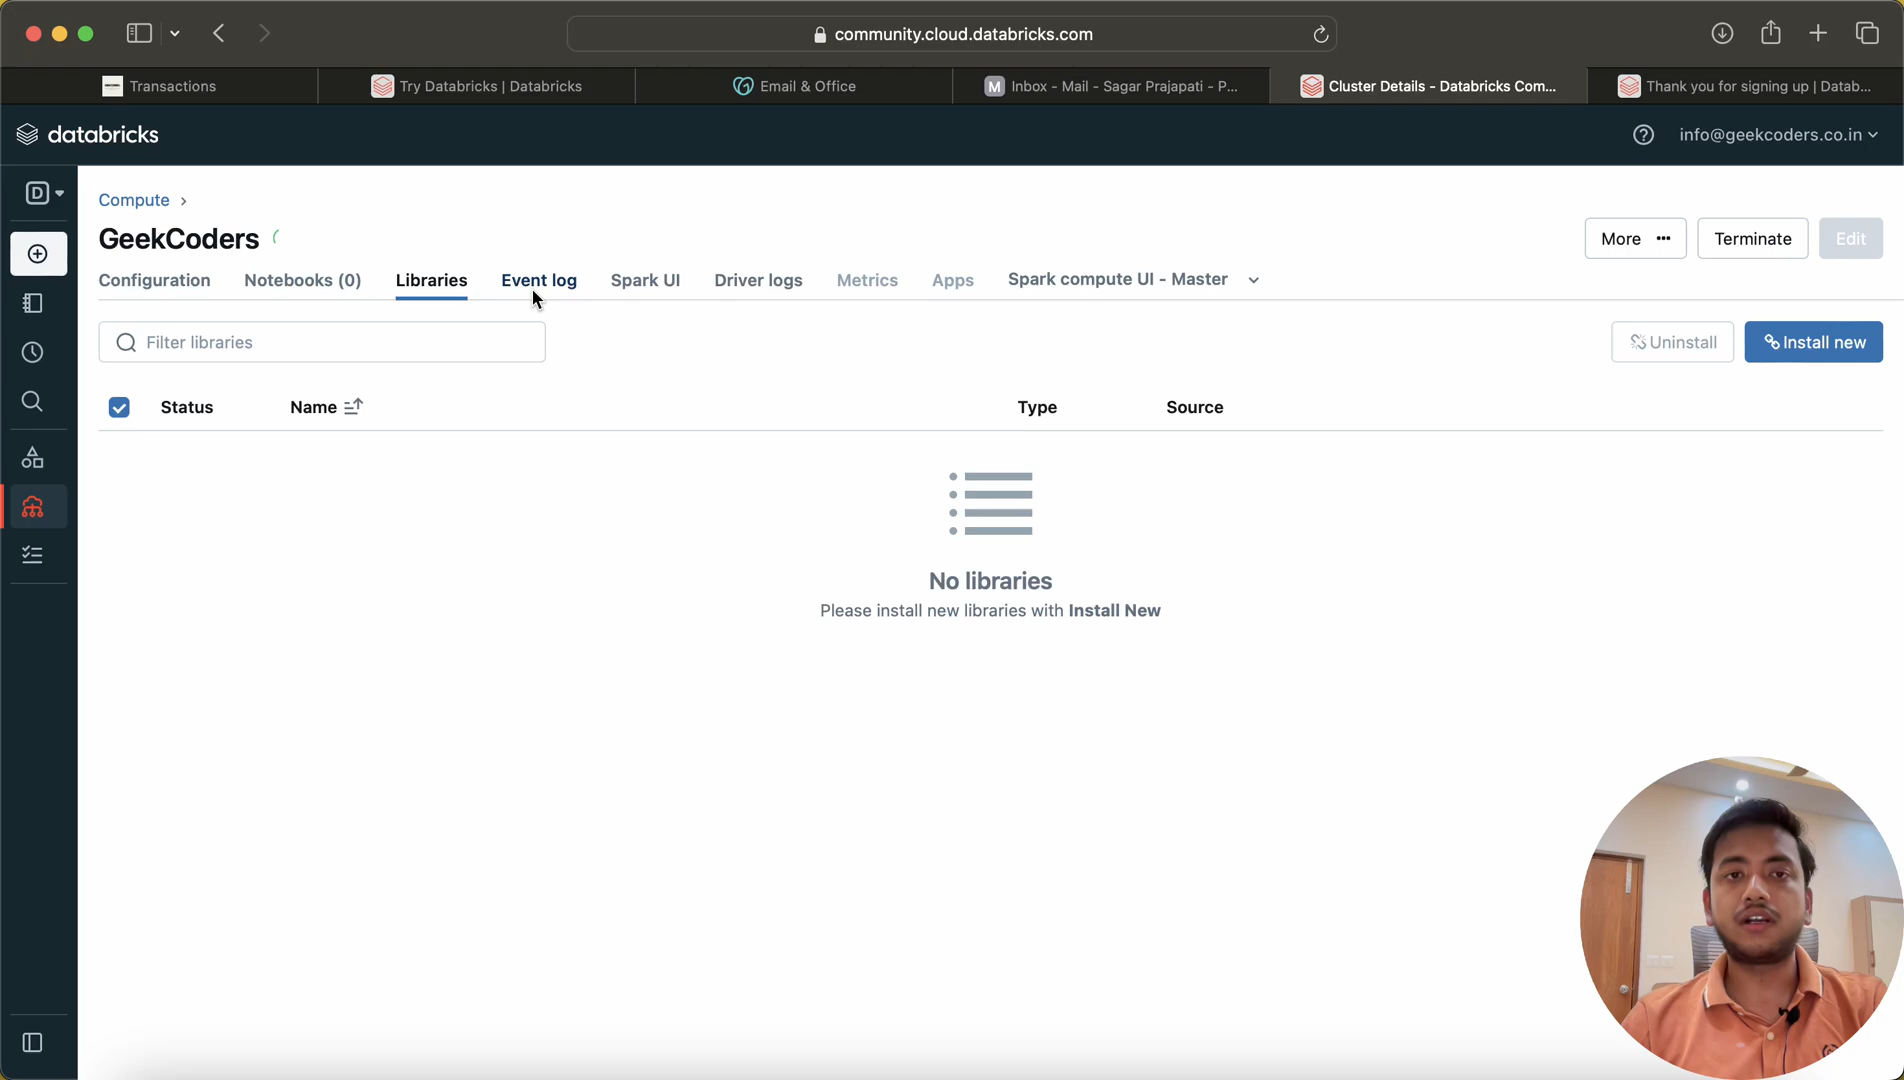 community.cloud.databricks.com
Transactions
Try Databricks | Databricks
Email & Office
M Inbox - Mail - Sagar Prajapati - P...
Cluster Details - Databricks Com...
Thank you for signing up | Datab...
databricks
info@geekcoders.co.in
D
Compute ›
GeekCoders
More ···
Terminate
Edit
Configuration
Notebooks (0)
Libraries
Event log
Spark UI
Driver logs
Metrics
Apps
Spark compute UI - Master
Filter libraries
Uninstall
Install new
Status
Name
Type
Source
No libraries
Please install new libraries with Install New